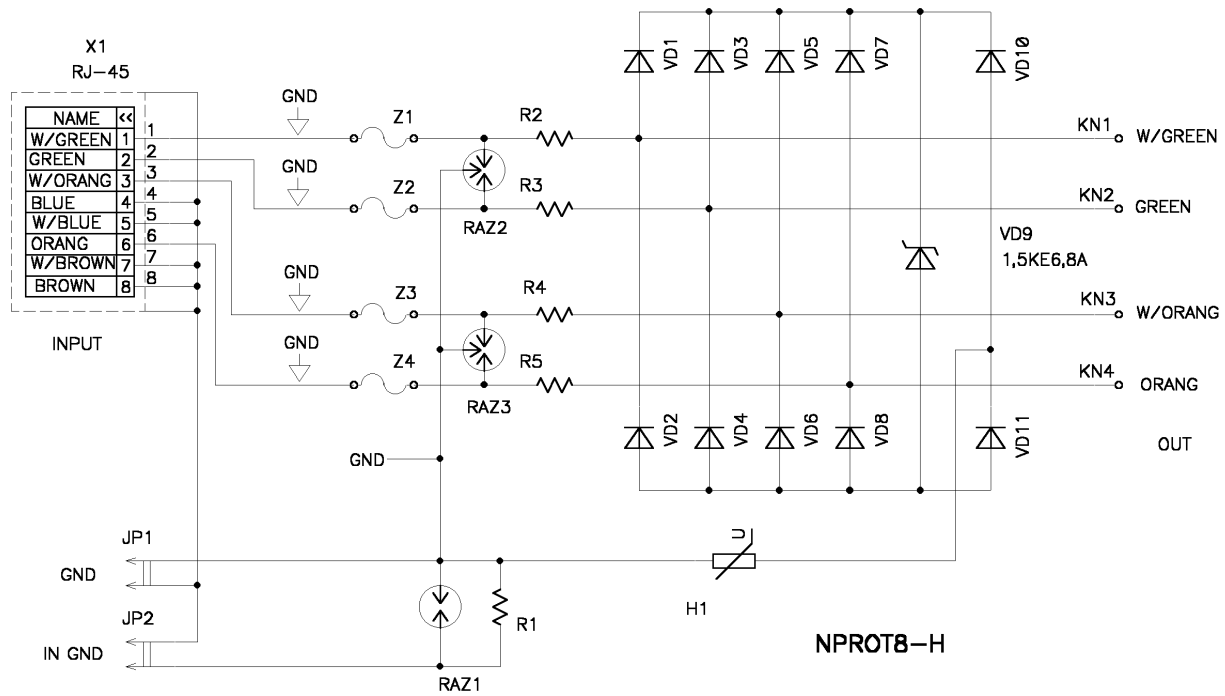 X1
RJ-45
NAME <<
W/GREEN 1 1
GREEN 2 2
W/ORANG 3 3
BLUE 4 4
W/BLUE 5 5
ORANG 6 6
W/BROWN 7 7
BROWN 8 8
INPUT
GND
Z1
R2
GND
Z2
R3
RAZ2
GND
Z3
R4
GND
Z4
R5
RAZ3
GND
VD1
VD3
VD5
VD7
VD10
KN1 W/GREEN
KN2 GREEN
VD9
1,5KE6,8A
KN3 W/ORANG
KN4 ORANG
VD2
VD4
VD6
VD8
VD11
OUT
JP1
GND
JP2
IN GND
RAZ1
R1
U
H1
NPROT8-H